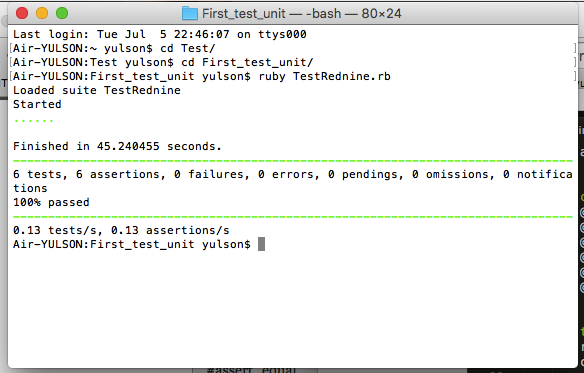 First_test_unit — -bash — 80×24
Last login: Tue Jul  5 22:46:07 on ttys000
[Air-YULSON:~ yulson$ cd Test/ ]
[Air-YULSON:Test yulson$ cd First_test_unit/ ]
[Air-YULSON:First_test_unit yulson$ ruby TestRednine.rb ]
Loaded suite TestRednine
Started
......
Finished in 45.240455 seconds.
--------------------------------------------------------------------------------
6 tests, 6 assertions, 0 failures, 0 errors, 0 pendings, 0 omissions, 0 notifica
tions
100% passed
--------------------------------------------------------------------------------
0.13 tests/s, 0.13 assertions/s
Air-YULSON:First_test_unit yulson$
#assert_equal